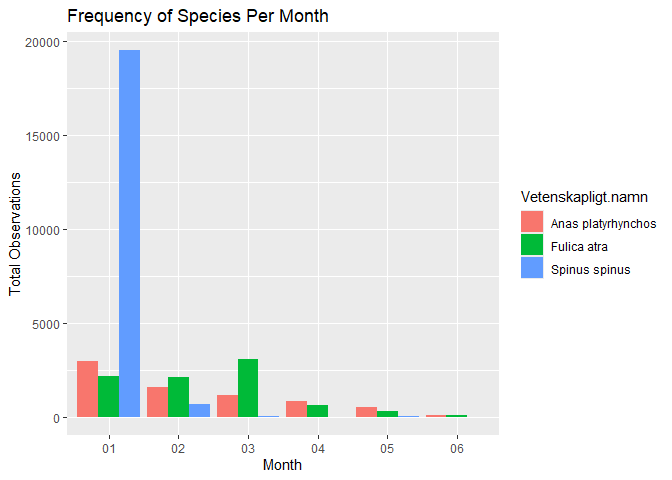 Frequency of Species Per Month
20000
15000
10000
5000
0
Total Observations
01 02 03 04 05 06
Month
Vetenskapligt.namn
Anas platyrhynchos
Fulica atra
Spinus spinus